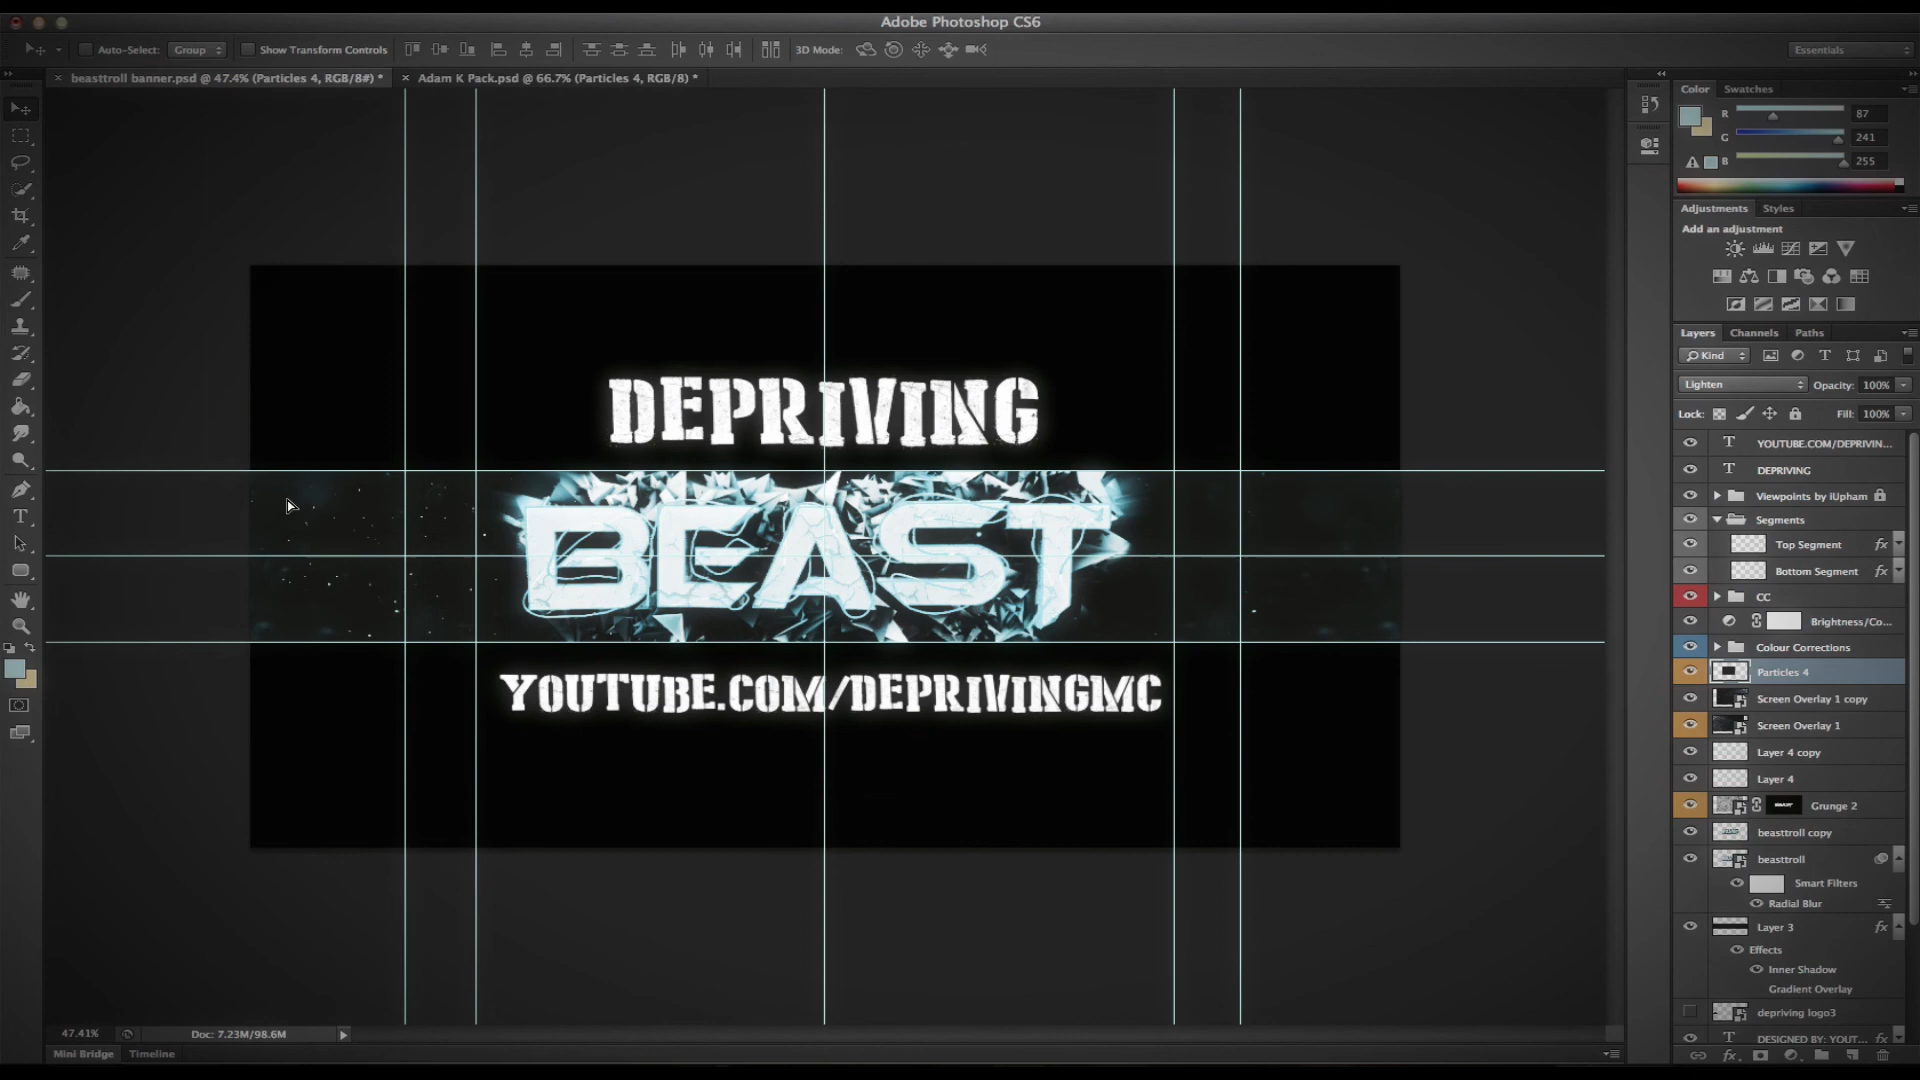 Adobe Photoshop CS6
Auto-Select: Group Show Transform Controls 3D Mode: Essentials
beasttroll banner.psd @ 47.4% (Particles 4, RGB/8#) * Adam K Pack.psd @ 66.7% (Particles 4, RGB/8) *
Color Swatches
R 87
G 241
B 255
Adjustments Styles
Add an adjustment
Layers Channels Paths
Kind
Lighten Opacity: 100%
Lock: Fill: 100%
YOUTUBE.COM/DEPRIVIN...
DEPRIVING
Viewpoints by iUpham
Segments
Top Segment fx
Bottom Segment fx
CC
Brightness/Co...
Colour Corrections
Particles 4
Screen Overlay 1 copy
Screen Overlay 1
Layer 4 copy
Layer 4
Grunge 2
beasttroll copy
beasttroll
Smart Filters
Radial Blur
Layer 3 fx
Effects
Inner Shadow
Gradient Overlay
depriving logo3
DESIGNED BY: YOUT... fx
DEPRIVING
BEAST
YOUTUBE.COM/DEPRIVINGMC
47.41% Doc: 7.23M/98.6M
Mini Bridge Timeline